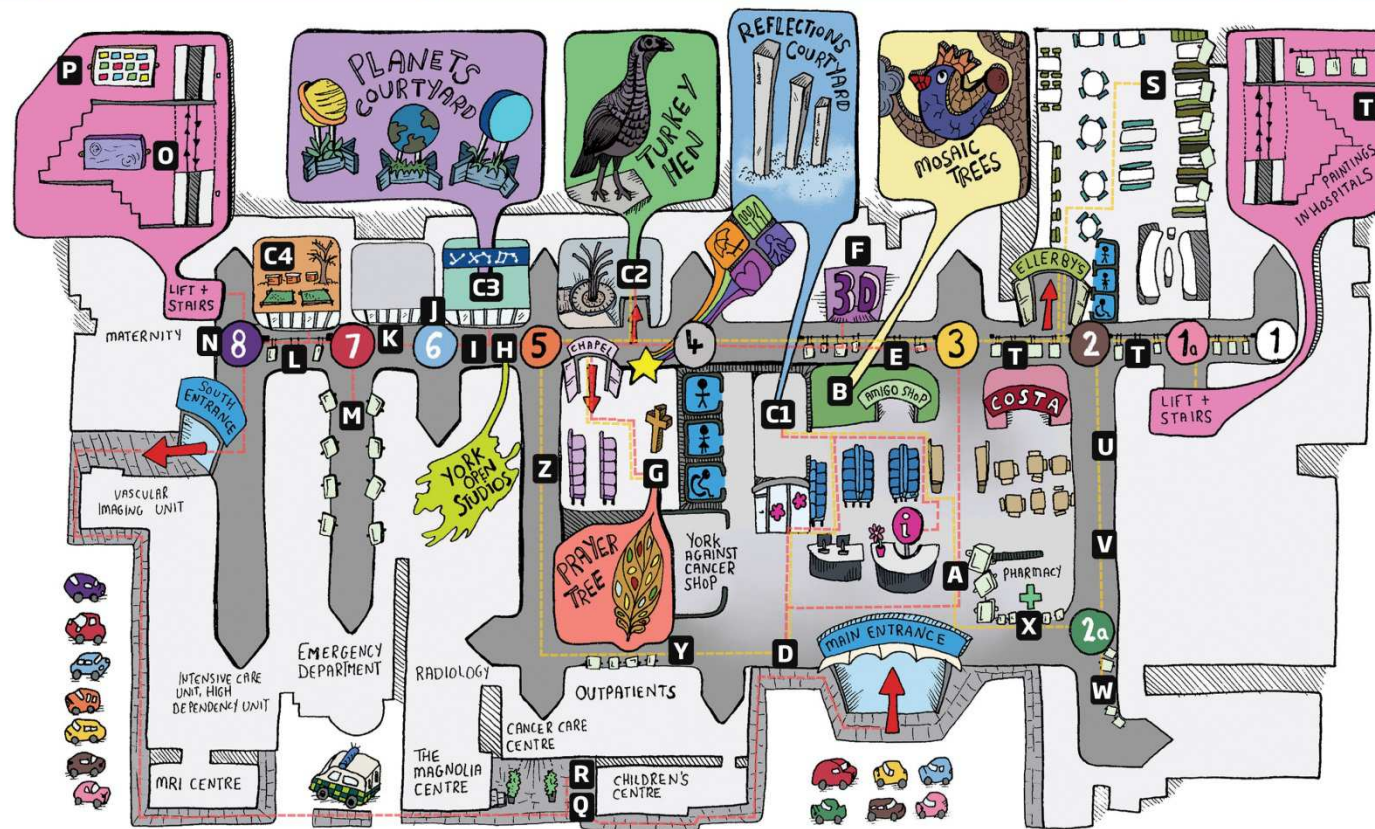 P
O
PLANETS
COURTYARD
TURKEY
HEN
REFLECTIONS
COURTYARD
MOSAIC
TREES
S
T
PAINTINGS
IN HOSPITALS
C4
C3
C2
F
3D
ELLERBYS
LIFT +
STAIRS
MATERNITY
N
8
L
7
K
J
6
I
H
5
CHAPEL
4
E
3
T
2
T
1a
1
SOUTH
ENTRANCE
M
B
AMIGO SHOP
C1
COSTA
LIFT +
STAIRS
YORK
OPEN
STUDIOS
Z
G
U
VASCULAR
IMAGING UNIT
PRAYER
TREE
YORK
AGAINST
CANCER
SHOP
i
A
V
PHARMACY
X
2a
MAIN ENTRANCE
EMERGENCY
DEPARTMENT
RADIOLOGY
Y
D
W
INTENSIVE CARE
UNIT, HIGH
DEPENDENCY UNIT
OUTPATIENTS
CANCER CARE
CENTRE
MRI CENTRE
THE
MAGNOLIA
CENTRE
R
Q
CHILDREN'S
CENTRE